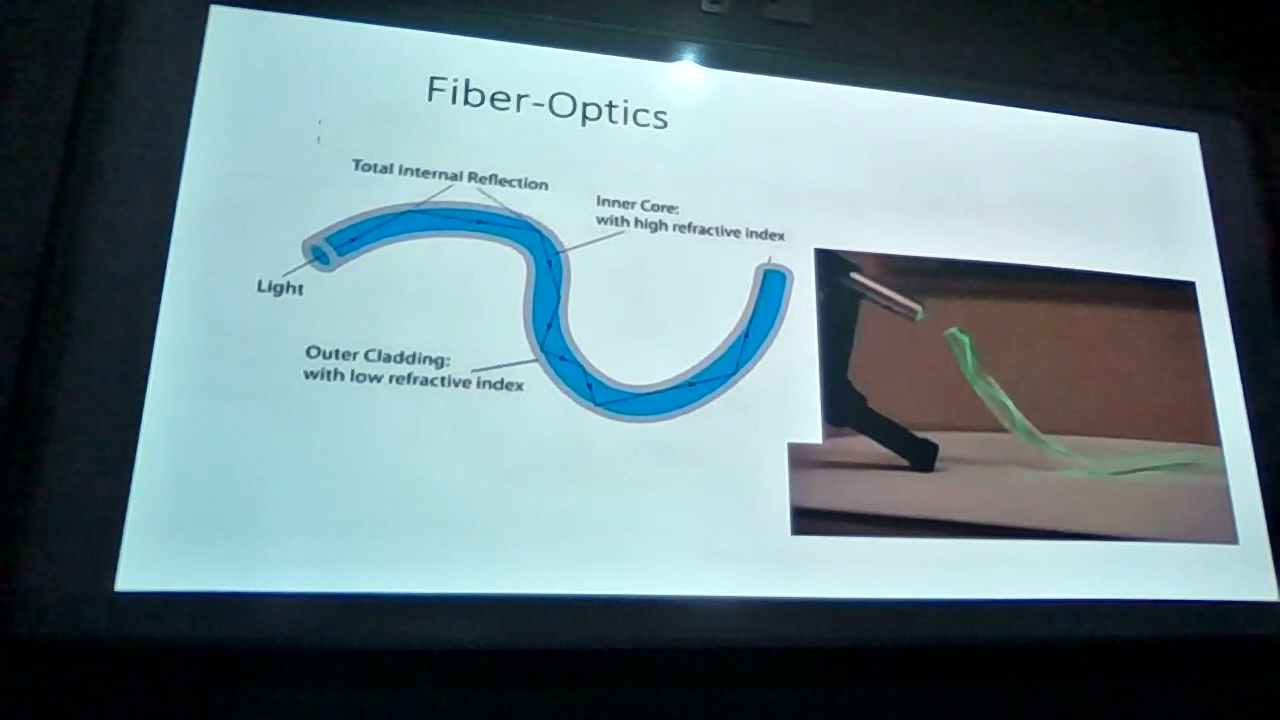 Fiber-Optics
Total Internal Reflection
Inner Core:
with high refractive index
Light
Outer Cladding:
with low refractive index